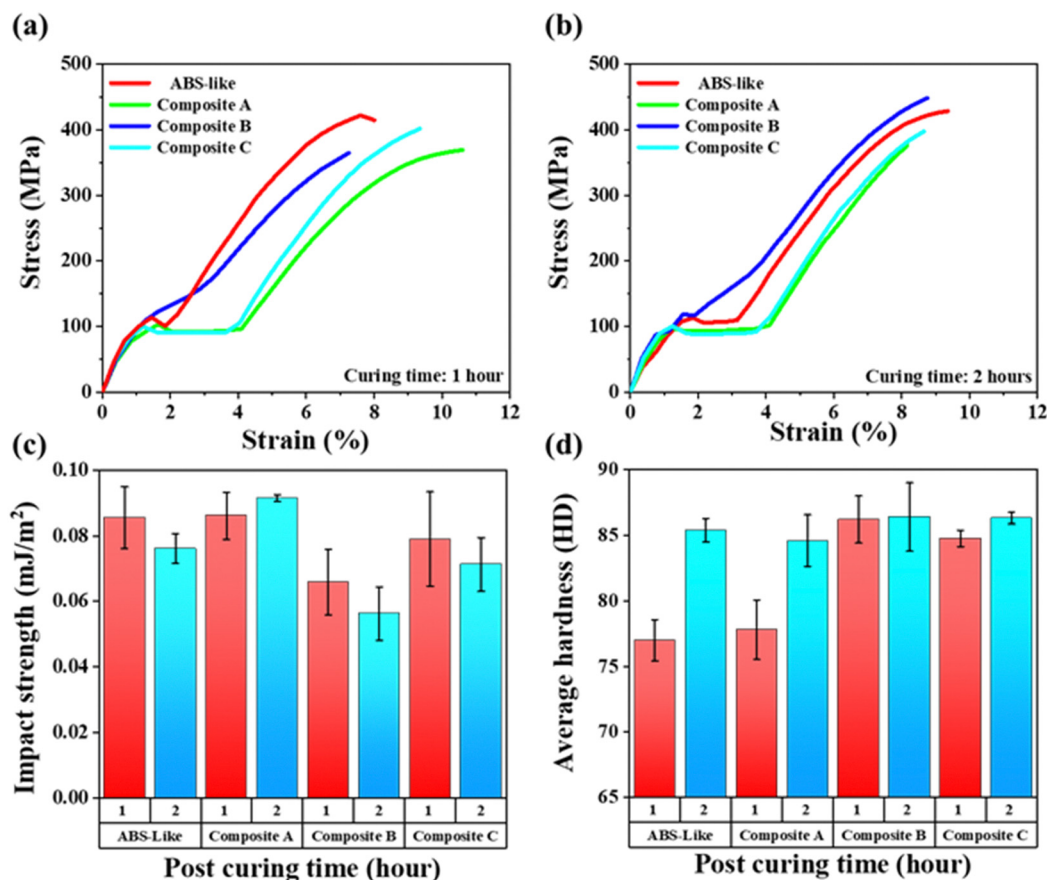 (a)
500
400
300
200
100
0
Stress (MPa)
ABS-like
Composite A
Composite B
Composite C
Curing time: 1 hour
0 2 4 6 8 10 12
Strain (%)
(b)
500
400
300
200
100
0
Stress (MPa)
ABS-like
Composite A
Composite B
Composite C
Curing time: 2 hours
0 2 4 6 8 10 12
Strain (%)
(c)
0.10
0.08
0.06
0.04
0.02
0.00
Impact strength (mJ/m²)
1 2 1 2 1 2 1 2
ABS-Like Composite A Composite B Composite C
Post curing time (hour)
(d)
90
85
80
75
70
65
Average hardness (HD)
1 2 1 2 1 2 1 2
ABS-Like Composite A Composite B Composite C
Post curing time (hour)